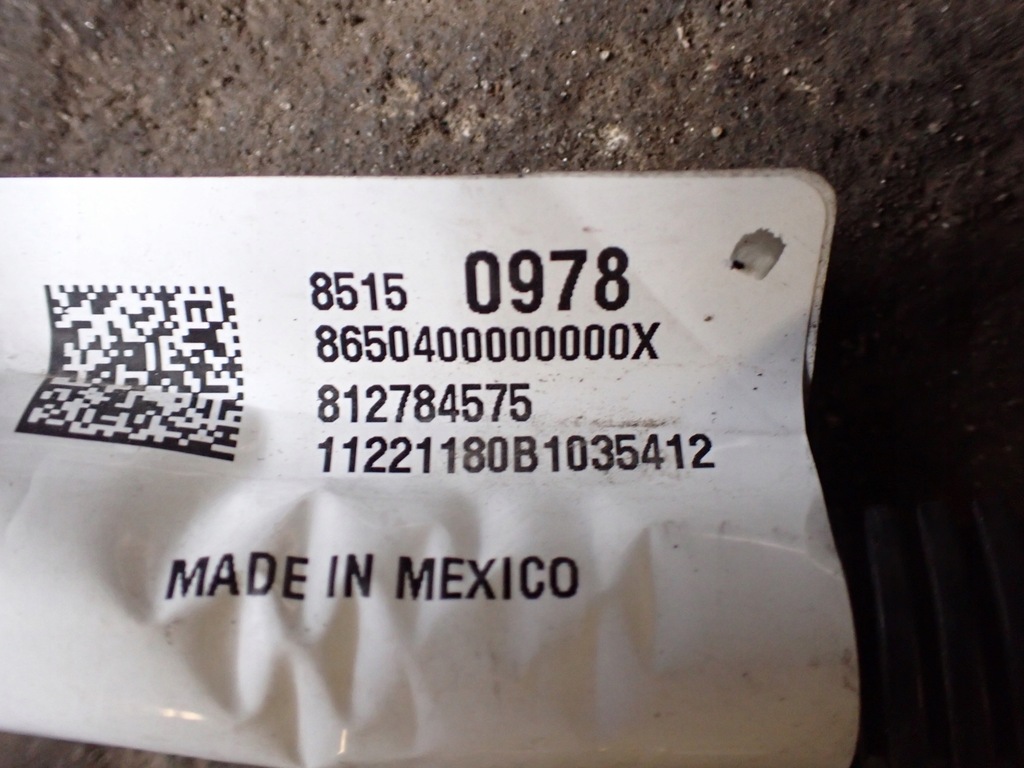 8515 0978
8650400000000X
812784575
11221180B1035412
MADE IN MEXICO